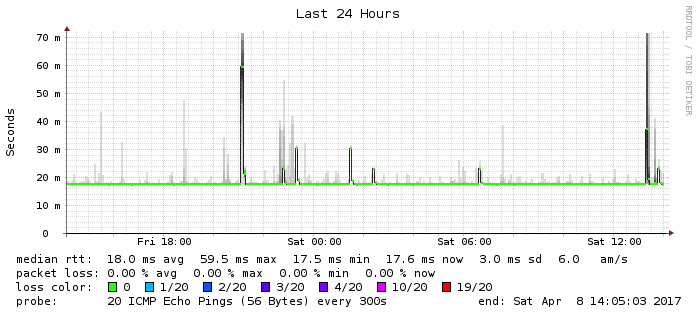 Last 24 Hours
RRDTOOL / TOBI OETIKER
Seconds
70 m
60 m
50 m
40 m
30 m
20 m
10 m
0
Fri 18:00 Sat 00:00 Sat 06:00 Sat 12:00
median rtt: 18.0 ms avg 59.5 ms max 17.5 ms min 17.6 ms now 3.0 ms sd 6.0 am/s
packet loss: 0.00 % avg 0.00 % max 0.00 % min 0.00 % now
loss color: 0 1/20 2/20 3/20 4/20 10/20 19/20
probe: 20 ICMP Echo Pings (56 Bytes) every 300s end: Sat Apr 8 14:05:03 2017